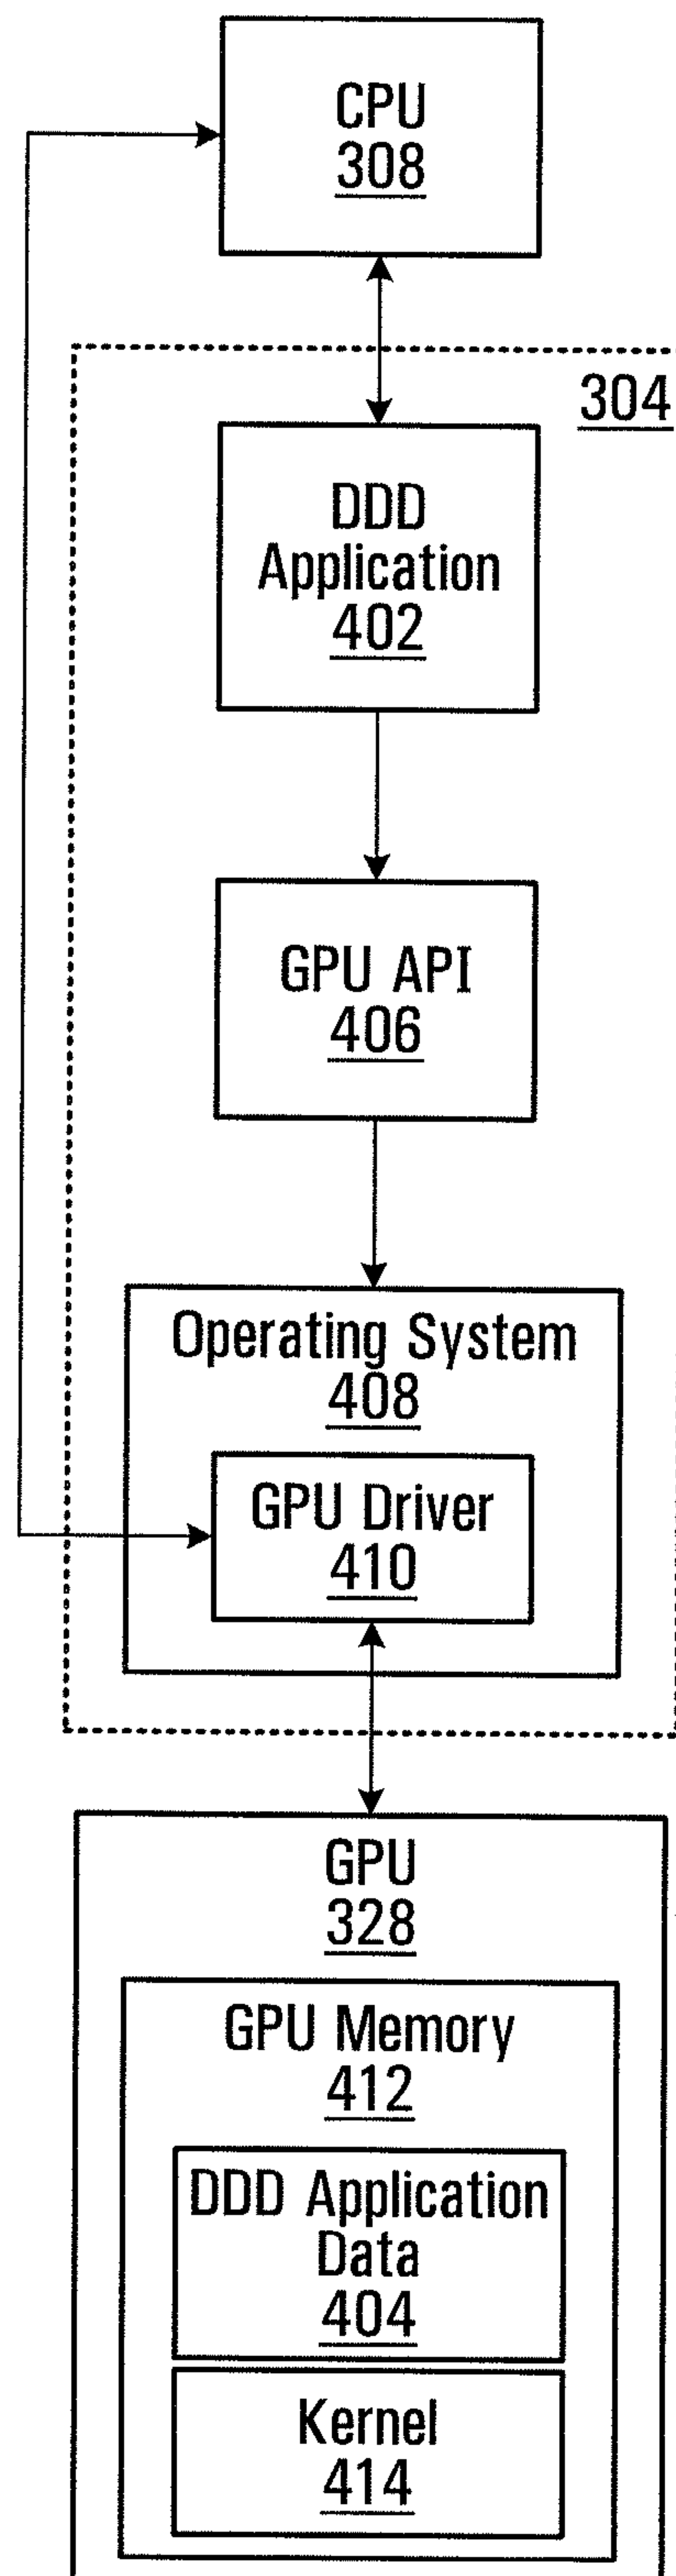 CPU
308
304
DDD
Application
402
GPU API
406
Operating System
408
GPU Driver
410
GPU
328
GPU Memory
412
DDD Application
Data
404
Kernel
414